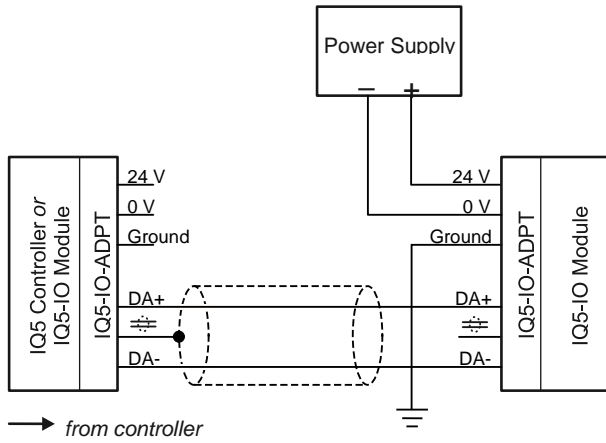 Power Supply
− +
24 V
0 V
Ground
DA+
DA-
IQ5 Controller or
IQ5-IO Module
IQ5-IO-ADPT
24 V
0 V
Ground
DA+
DA-
IQ5-IO-ADPT
IQ5-IO Module
from controller